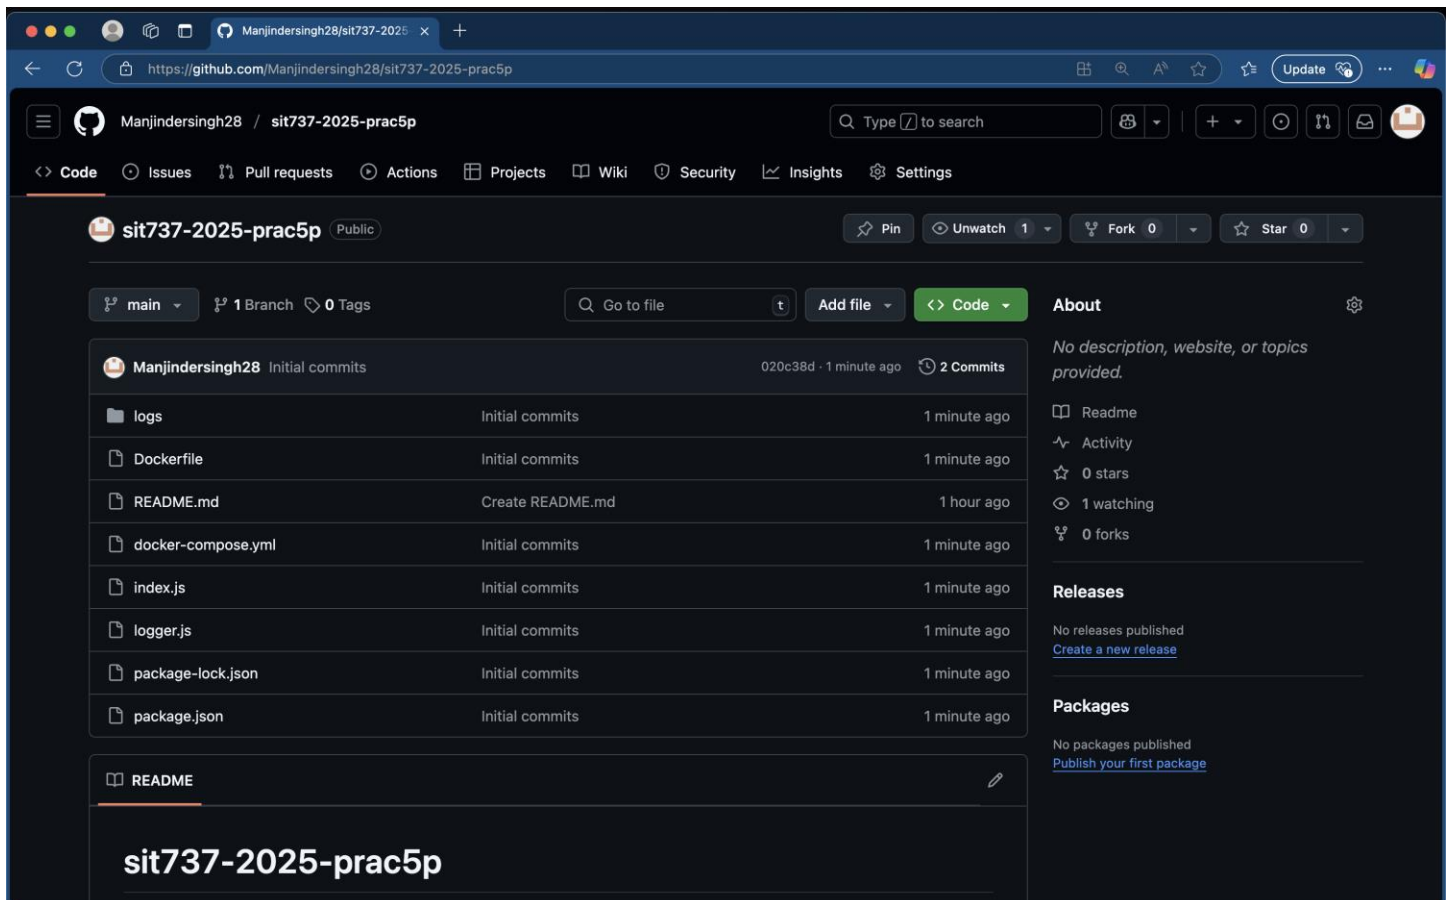 Manjindersingh28/sit737-2025-
https://github.com/Manjindersingh28/sit737-2025-prac5p
Update
Manjindersingh28 / sit737-2025-prac5p
Type / to search
Code Issues Pull requests Actions Projects Wiki Security Insights Settings
sit737-2025-prac5p Public
Pin Unwatch 1 Fork 0 Star 0
main 1 Branch 0 Tags
Go to file t Add file Code
Manjindersingh28 Initial commits 020c38d · 1 minute ago 2 Commits
logs Initial commits 1 minute ago
Dockerfile Initial commits 1 minute ago
README.md Create README.md 1 hour ago
docker-compose.yml Initial commits 1 minute ago
index.js Initial commits 1 minute ago
logger.js Initial commits 1 minute ago
package-lock.json Initial commits 1 minute ago
package.json Initial commits 1 minute ago
README
sit737-2025-prac5p
About
No description, website, or topics
provided.
Readme
Activity
0 stars
1 watching
0 forks
Releases
No releases published
Create a new release
Packages
No packages published
Publish your first package